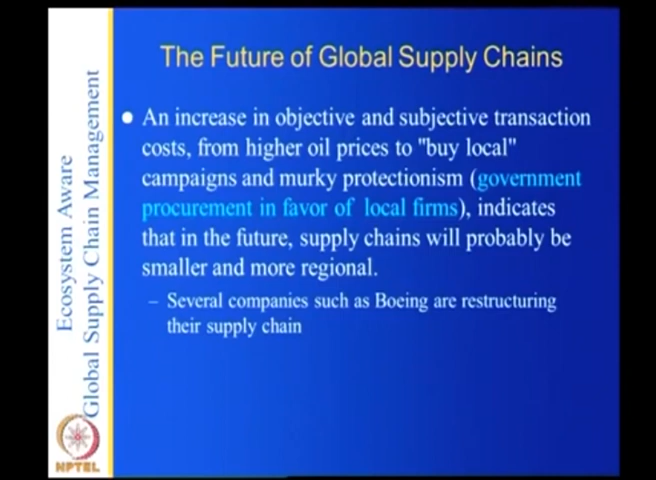 The Future of Global Supply Chains
An increase in objective and subjective transaction
costs, from higher oil prices to "buy local"
campaigns and murky protectionism (government
procurement in favor of local firms), indicates
that in the future, supply chains will probably be
smaller and more regional.
– Several companies such as Boeing are restructuring
their supply chain
Ecosystem Aware
Global Supply Chain Management
NPTEL